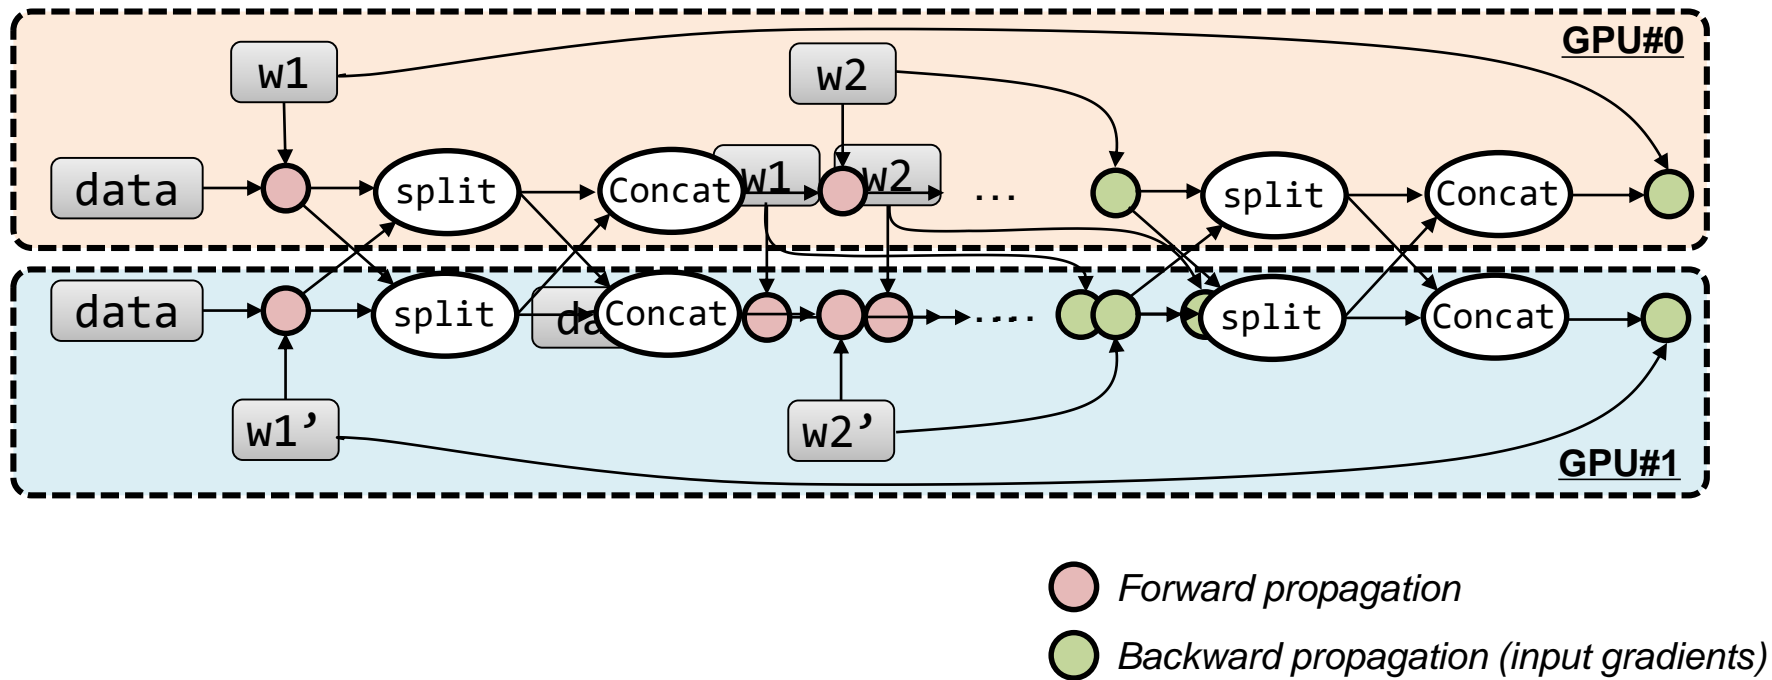 GPU#0
w1
w2
data
split
Concat
w1
w2
...
split
Concat
data
split
Concat
....
split
Concat
w1’
w2’
GPU#1
Forward propagation
Backward propagation (input gradients)